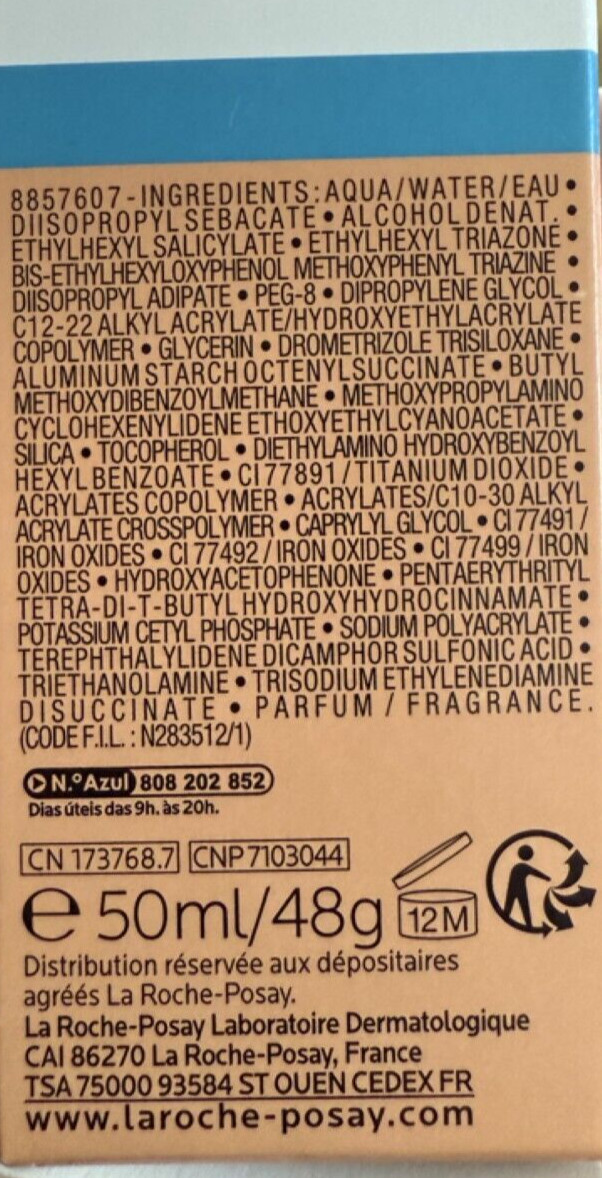 8857607-INGREDIENTS: AQUA/WATER/EAU •
DIISOPROPYL SEBACATE • ALCOHOL DENAT. •
ETHYLHEXYL SALICYLATE • ETHYLHEXYL TRIAZONE •
BIS-ETHYLHEXYLOXYPHENOL METHOXYPHENYL TRIAZINE •
DIISOPROPYL ADIPATE • PEG-8 • DIPROPYLENE GLYCOL •
C12-22 ALKYL ACRYLATE/HYDROXYETHYLACRYLATE
COPOLYMER • GLYCERIN • DROMETRIZOLE TRISILOXANE •
ALUMINUM STARCH OCTENYLSUCCINATE • BUTYL
METHOXYDIBENZOYLMETHANE • METHOXYPROPYLAMINO
CYCLOHEXENYLIDENE ETHOXYETHYLCYANOACETATE •
SILICA • TOCOPHEROL • DIETHYLAMINO HYDROXYBENZOYL
HEXYL BENZOATE • CI 77891 / TITANIUM DIOXIDE •
ACRYLATES COPOLYMER • ACRYLATES/C10-30 ALKYL
ACRYLATE CROSSPOLYMER • CAPRYLYL GLYCOL • CI 77491 /
IRON OXIDES • CI 77492 / IRON OXIDES • CI 77499 / IRON
OXIDES • HYDROXYACETOPHENONE • PENTAERYTHRITYL
TETRA-DI-T-BUTYL HYDROXYHYDROCINNAMATE •
POTASSIUM CETYL PHOSPHATE • SODIUM POLYACRYLATE •
TEREPHTHALYLIDENE DICAMPHOR SULFONIC ACID •
TRIETHANOLAMINE • TRISODIUM ETHYLENEDIAMINE
DISUCCINATE • PARFUM / FRAGRANCE.
(CODE F.I.L. : N283512/1)
N.º Azul 808 202 852
Dias úteis das 9h. às 20h.
CN 173768.7 CNP 7103044
e 50ml/48g 12M
Distribution réservée aux dépositaires
agréés La Roche-Posay.
La Roche-Posay Laboratoire Dermatologique
CAI 86270 La Roche-Posay, France
TSA 75000 93584 ST OUEN CEDEX FR
www.laroche-posay.com